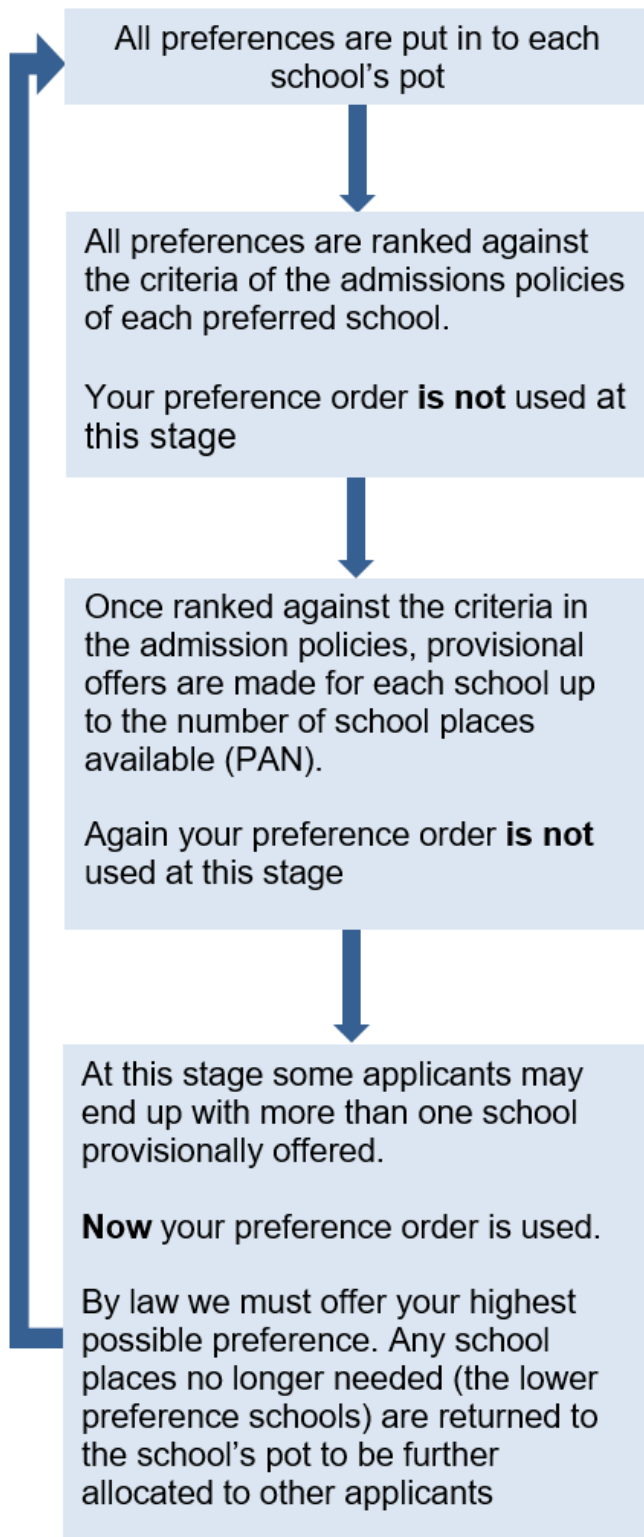 All preferences are put in to each
school’s pot
All preferences are ranked against
the criteria of the admissions policies
of each preferred school.
Your preference order is not used at
this stage
Once ranked against the criteria in
the admission policies, provisional
offers are made for each school up
to the number of school places
available (PAN).
Again your preference order is not
used at this stage
At this stage some applicants may
end up with more than one school
provisionally offered.
Now your preference order is used.
By law we must offer your highest
possible preference. Any school
places no longer needed (the lower
preference schools) are returned to
the school’s pot to be further
allocated to other applicants